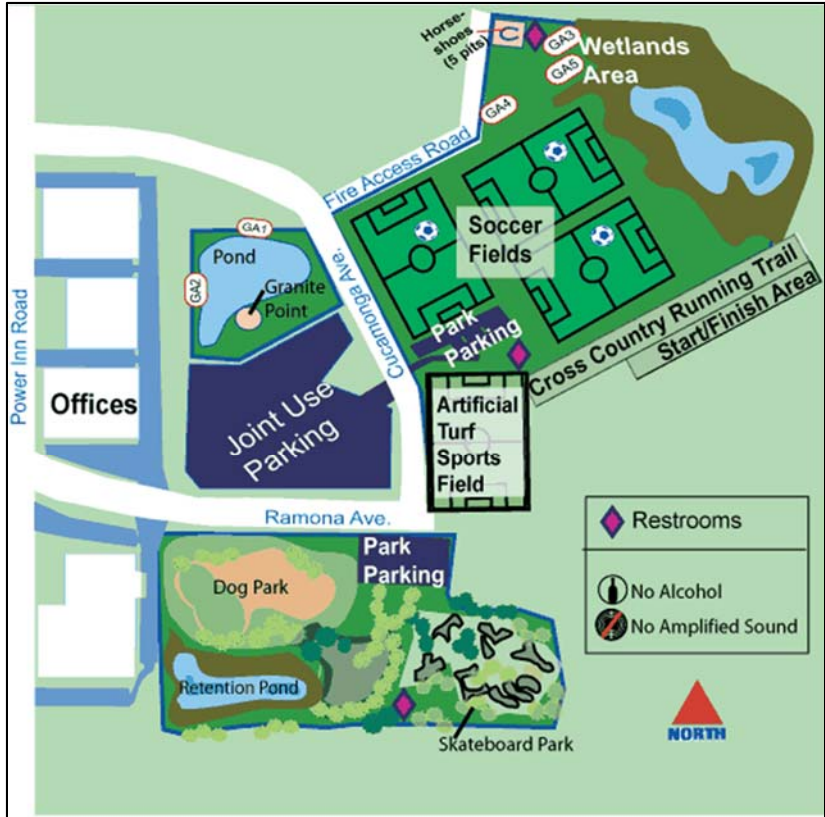 Horse-
shoes
(5 pits)
GA3
Wetlands
Area
GA5
GA4
Fire Access Road
Soccer
Fields
GA1
Pond
GA2
Granite
Point
Cucamonga Ave.
Park
Parking
Cross Country Running Trail
Start/Finish Area
Power Inn Road
Offices
Joint Use
Parking
Artificial
Turf
Sports
Field
Ramona Ave.
Park
Parking
Dog Park
Retention Pond
Skateboard Park
Restrooms
No Alcohol
No Amplified Sound
NORTH